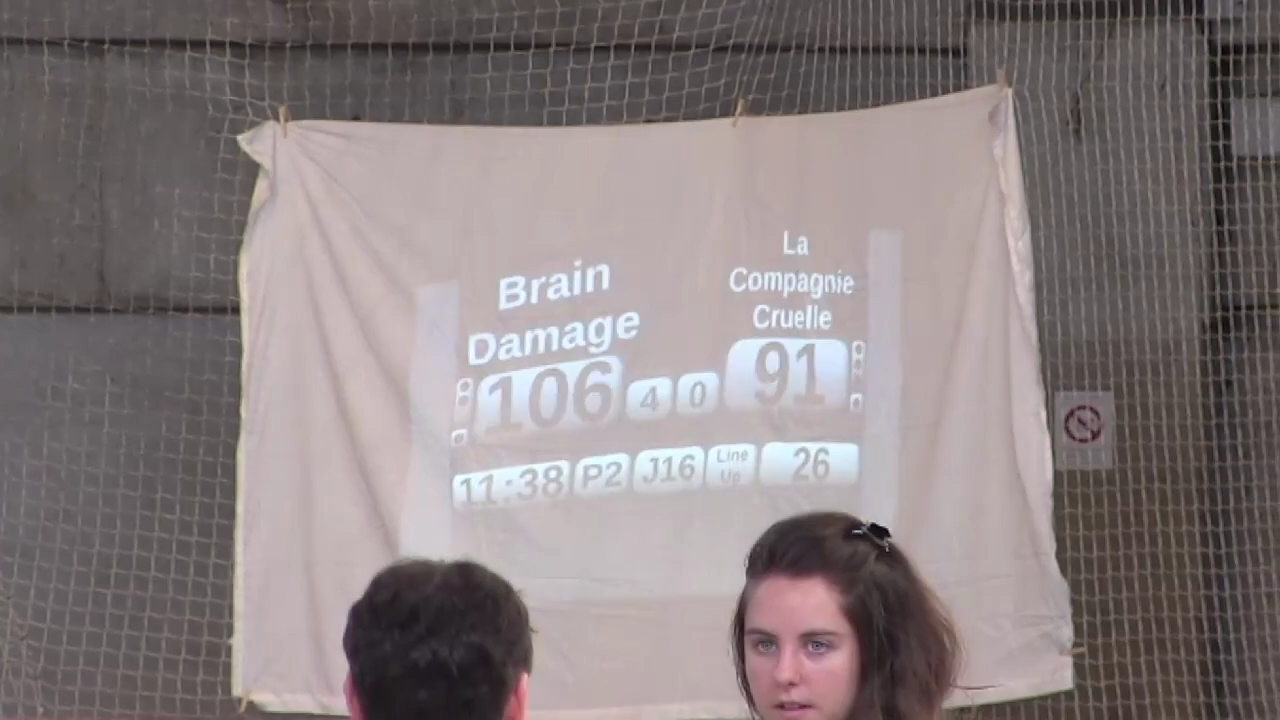 Brain
Damage
La
Compagnie
Cruelle
106 4 0 91
11:38 P2 J16 Line Up 26